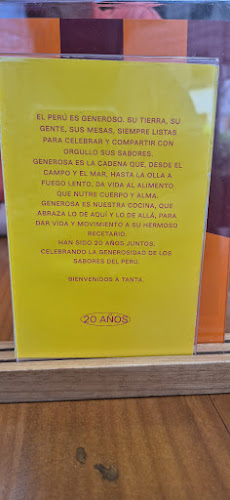 EL PERÚ ES GENEROSO. SU TIERRA, SU
GENTE, SUS MESAS, SIEMPRE LISTAS
PARA CELEBRAR Y COMPARTIR CON
ORGULLO SUS SABORES.
GENEROSA ES LA CADENA QUE, DESDE EL
CAMPO Y EL MAR, HASTA LA OLLA A
FUEGO LENTO, DA VIDA AL ALIMENTO
QUE NUTRE CUERPO Y ALMA.
GENEROSA ES NUESTRA COCINA, QUE
ABRAZA LO DE AQUÍ Y LO DE ALLÁ, PARA
DAR VIDA Y MOVIMIENTO A SU HERMOSO
RECETARIO.
HAN SIDO 20 AÑOS JUNTOS,
CELEBRANDO LA GENEROSIDAD DE LOS
SABORES DEL PERÚ.
BIENVENIDOS A TANTA.
20 AÑOS